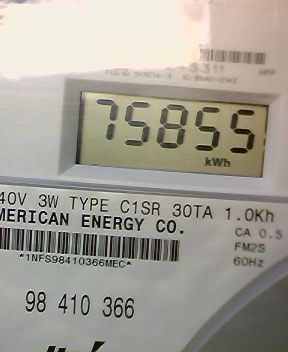 75855
kWh
40V 3W TYPE C1SR 30TA 1.0Kh
MERICAN ENERGY CO.
CA 0.5
*1NFS98410366MEC*
FM2S
60Hz
98 410 366